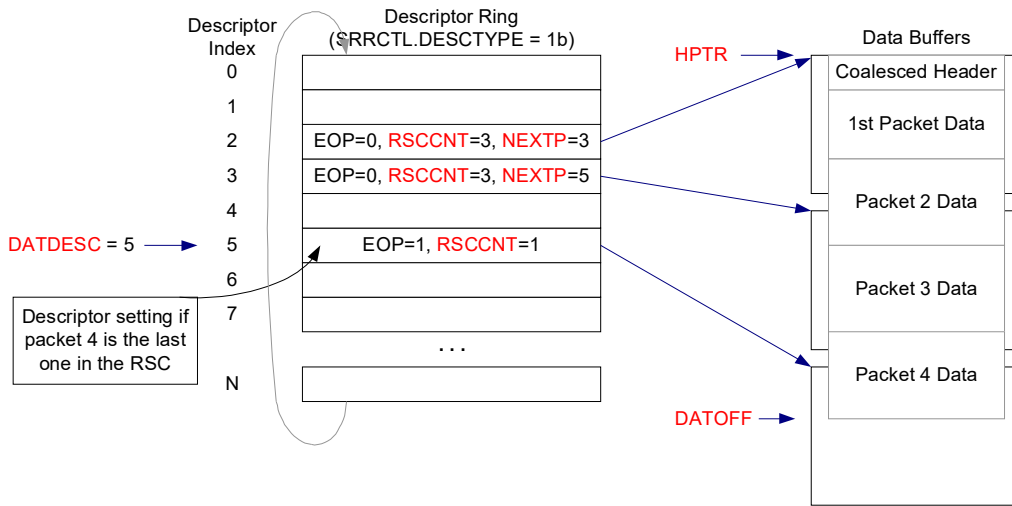 Descriptor
Index
Descriptor Ring
(SRRCTL.DESCTYPE = 1b)
Data Buffers
HPTR
0
1
2
3
4
5
6
7
N
EOP=0, RSCCNT=3, NEXTP=3
EOP=0, RSCCNT=3, NEXTP=5
EOP=1, RSCCNT=1
. . .
DATDESC = 5
Descriptor setting if
packet 4 is the last
one in the RSC
Coalesced Header
1st Packet Data
Packet 2 Data
Packet 3 Data
Packet 4 Data
DATOFF